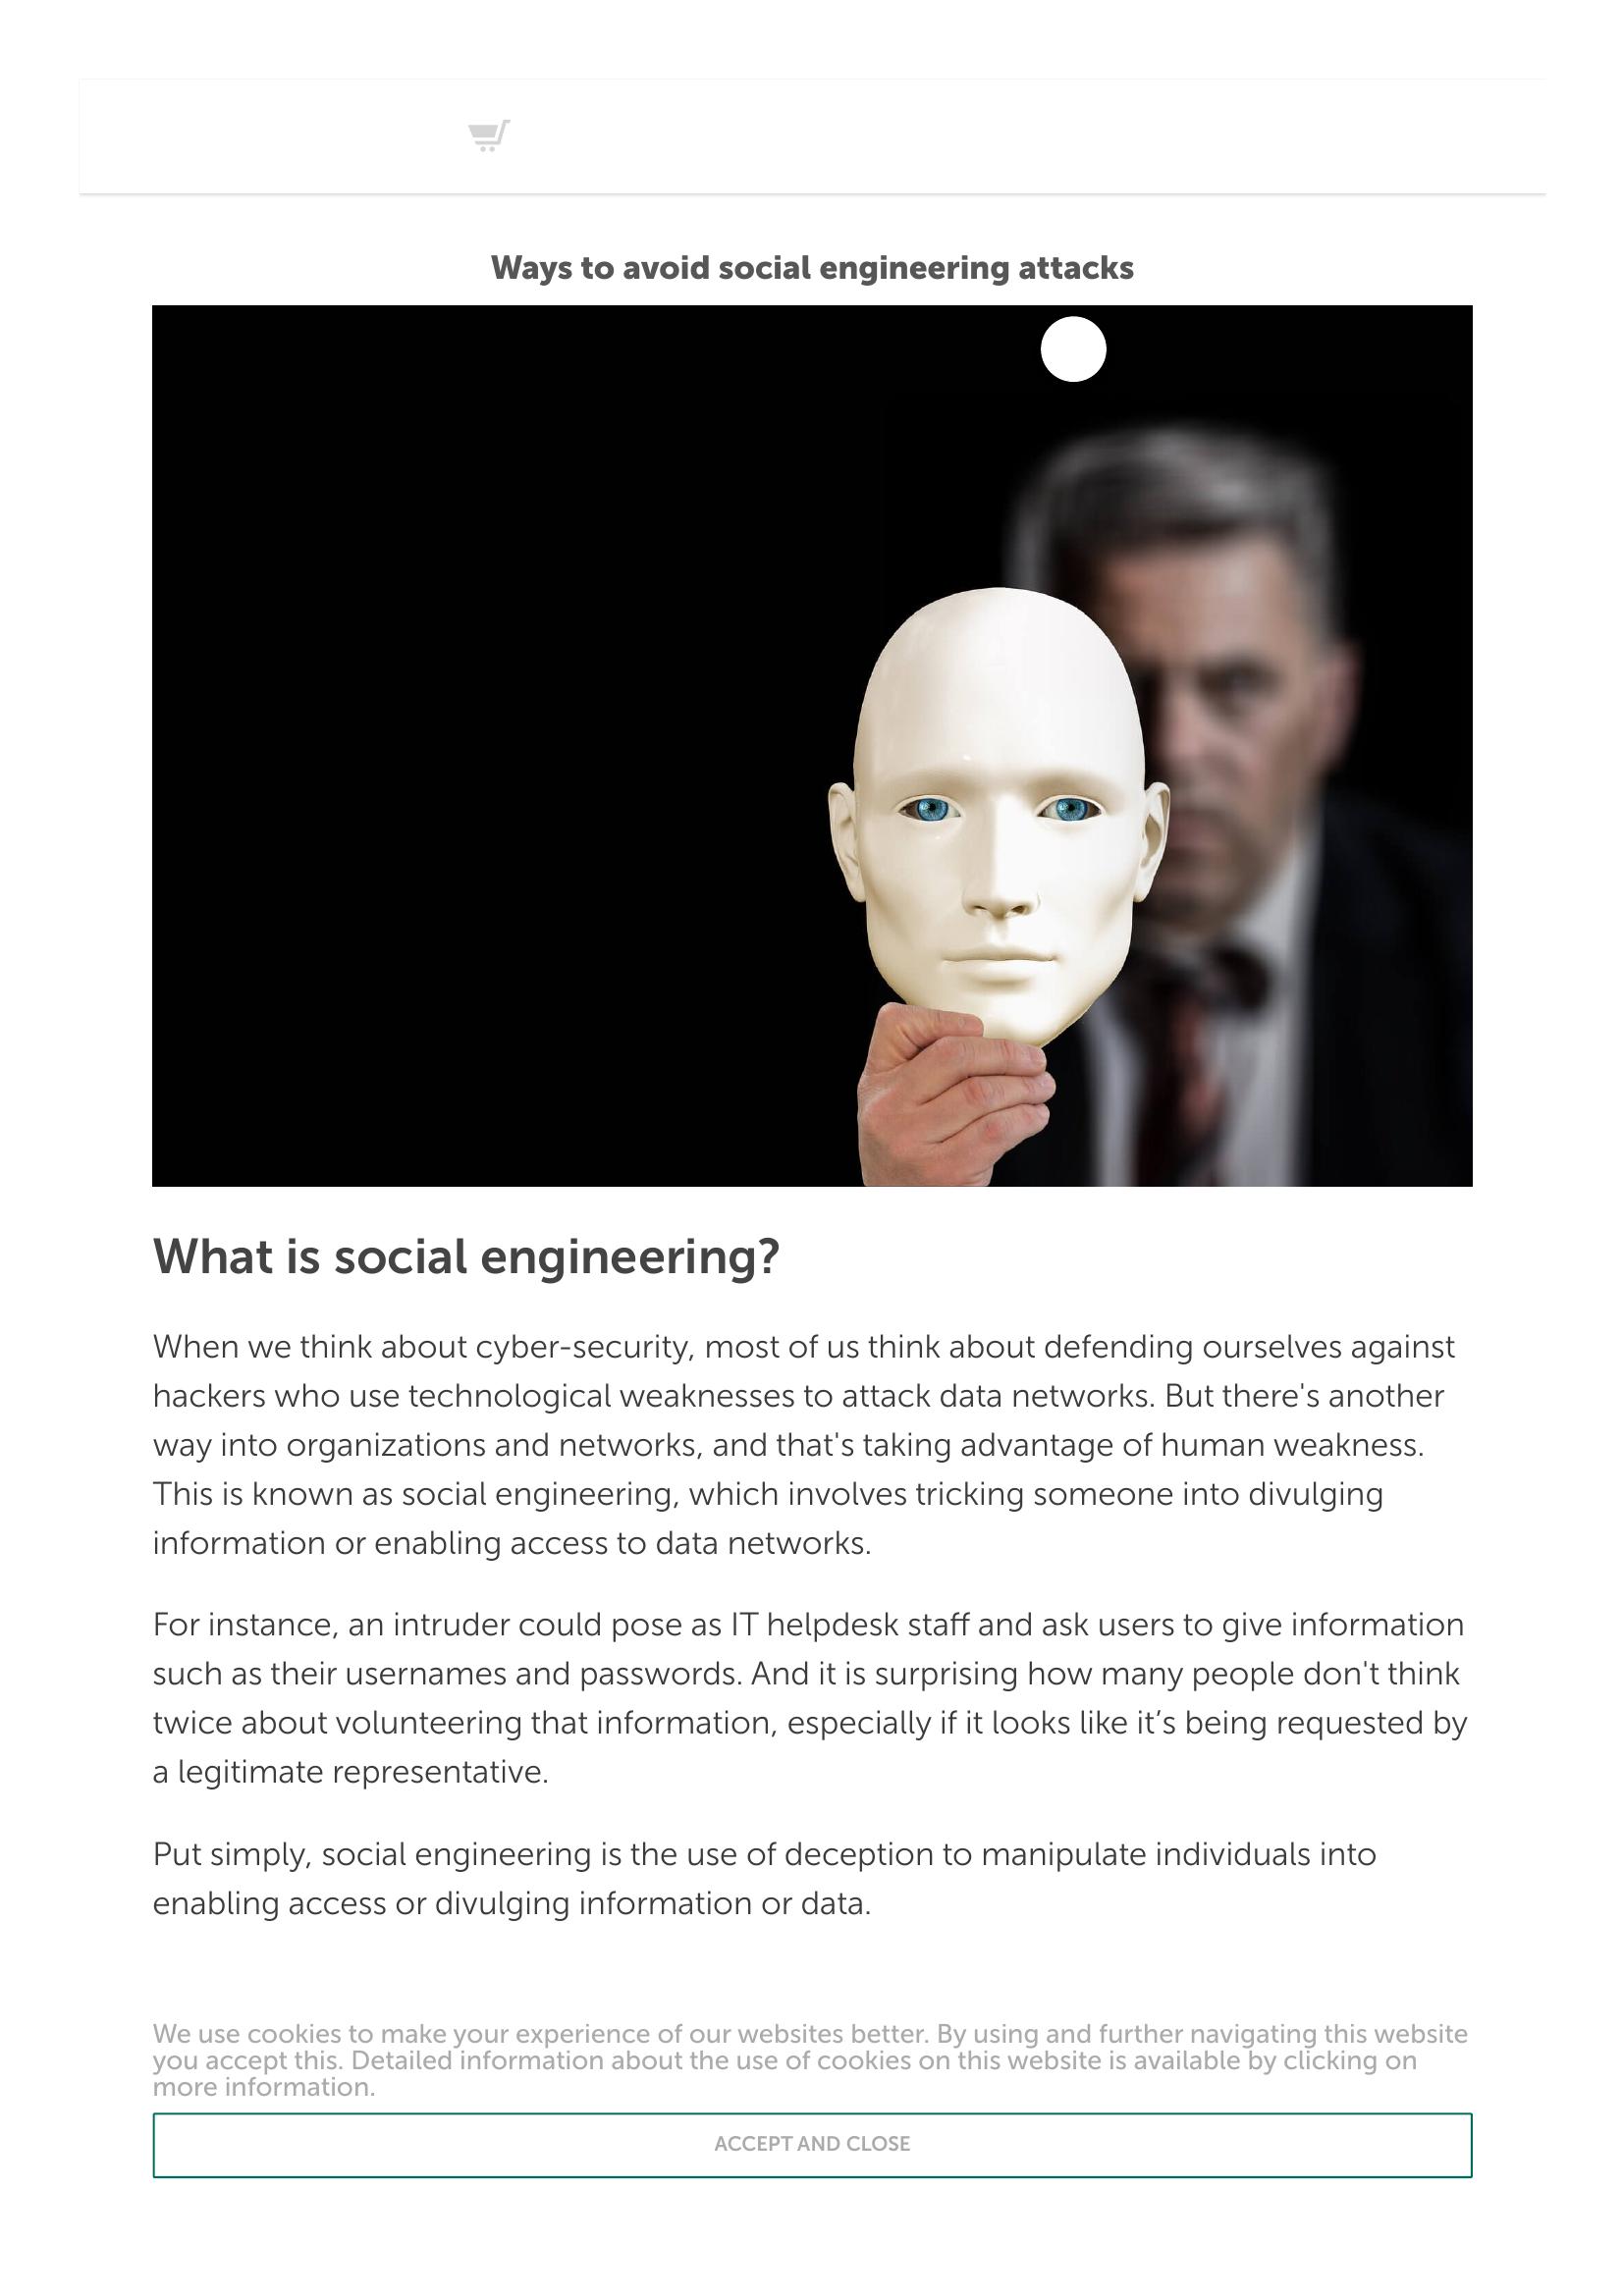 Ways to avoid social engineering attacks
What is social engineering?
When we think about cyber-security, most of us think about defending ourselves against
hackers who use technological weaknesses to attack data networks. But there's another
way into organizations and networks, and that's taking advantage of human weakness.
This is known as social engineering, which involves tricking someone into divulging
information or enabling access to data networks.
For instance, an intruder could pose as IT helpdesk staff and ask users to give information
such as their usernames and passwords. And it is surprising how many people don't think
twice about volunteering that information, especially if it looks like it’s being requested by
a legitimate representative.
Put simply, social engineering is the use of deception to manipulate individuals into
enabling access or divulging information or data.
We use cookies to make your experience of our websites better. By using and further navigating this website
you accept this. Detailed information about the use of cookies on this website is available by clicking on
more information.
ACCEPT AND CLOSE